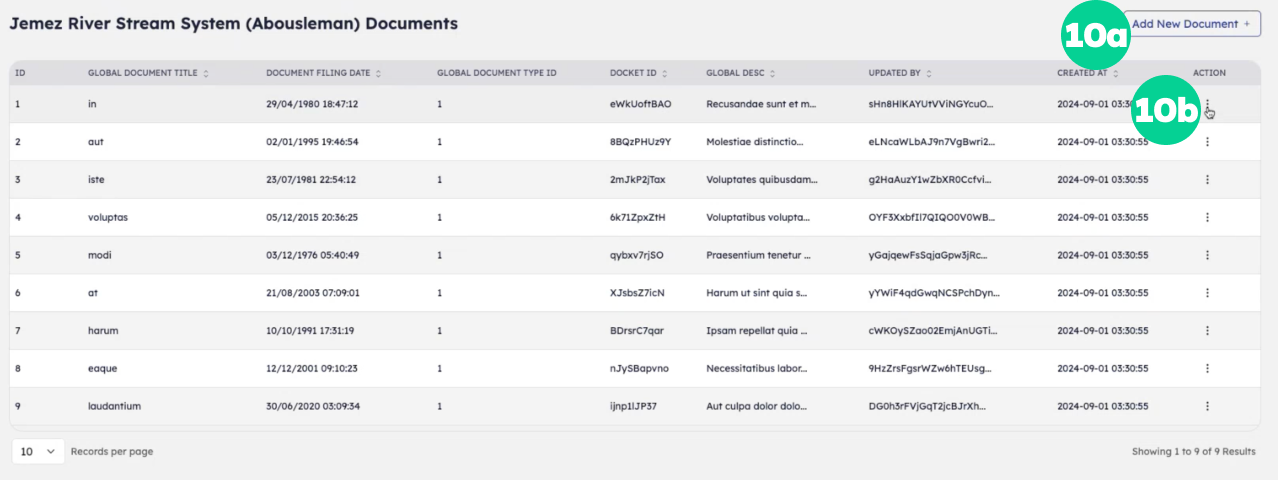 Jemez River Stream System (Abousleman) Documents
10a
Add New Document +
ID GLOBAL DOCUMENT TITLE DOCUMENT FILING DATE GLOBAL DOCUMENT TYPE ID DOCKET ID GLOBAL DESC UPDATED BY CREATED AT ACTION
1 in 29/04/1980 18:47:12 1 eWkUoftBAO Recusandae sunt et m... sHn8HIKAYUtVViNGYcuO... 2024-09-01 03:30
10b
2 aut 02/01/1995 19:46:54 1 8BQzPHUz9Y Molestiae distinctio... eLNcaWLbAJ9n7VgBwri2... 2024-09-01 03:30:55
3 iste 23/07/1981 22:54:12 1 2mJkP2jTax Voluptates quibusdam... g2HaAuzY1wZbXR0Ccfvi... 2024-09-01 03:30:55
4 voluptas 05/12/2015 20:36:25 1 6k71ZpxZtH Voluptatibus volupta... OYF3XxbfIl7QIQO0V0WB... 2024-09-01 03:30:55
5 modi 03/12/1976 05:40:49 1 qybxv7rjSO Praesentium tenetur ... yGajqewFsSqjaGpw3jRc... 2024-09-01 03:30:55
6 at 21/08/2003 07:09:01 1 XJsbsZ7icN Harum ut sint quia s... yYWiF4qdGwqNCSPchDyn... 2024-09-01 03:30:55
7 harum 10/10/1991 17:31:19 1 BDrsrC7qar Ipsam repellat quia ... cWKOySZao02EmjAnUGTi... 2024-09-01 03:30:55
8 eaque 12/12/2001 09:10:23 1 nJySBapvno Necessitatibus labor... 9HzZrsFgsrWZw6hTEUsg... 2024-09-01 03:30:55
9 laudantium 30/06/2020 03:09:34 1 ijnp1lJP37 Aut culpa dolor dolo... DG0h3rFVjGqT2jcBJrXh... 2024-09-01 03:30:55
10 Records per page Showing 1 to 9 of 9 Results